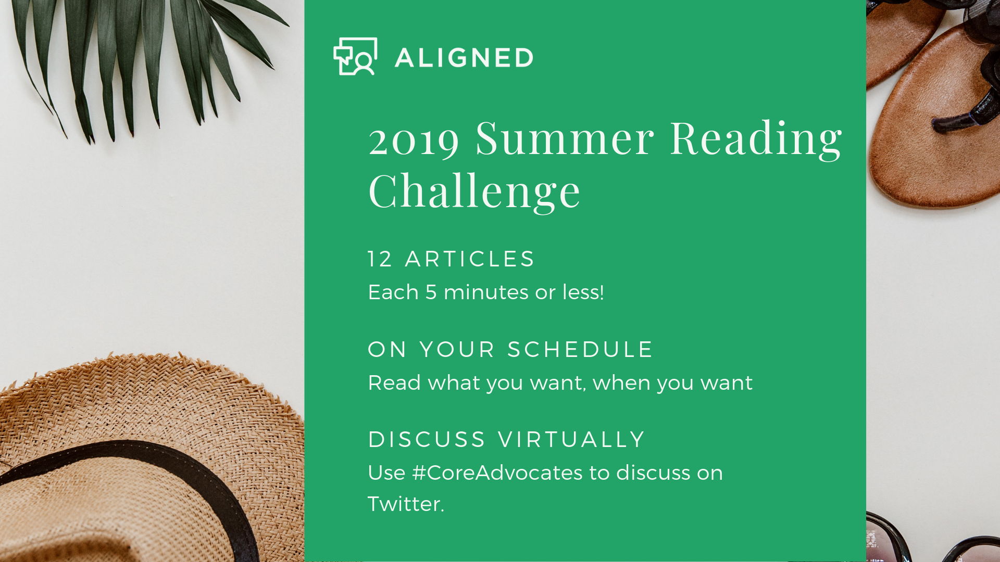 ALIGNED
2019 Summer Reading
Challenge
12 ARTICLES
Each 5 minutes or less!
ON YOUR SCHEDULE
Read what you want, when you want
DISCUSS VIRTUALLY
Use #CoreAdvocates to discuss on
Twitter.